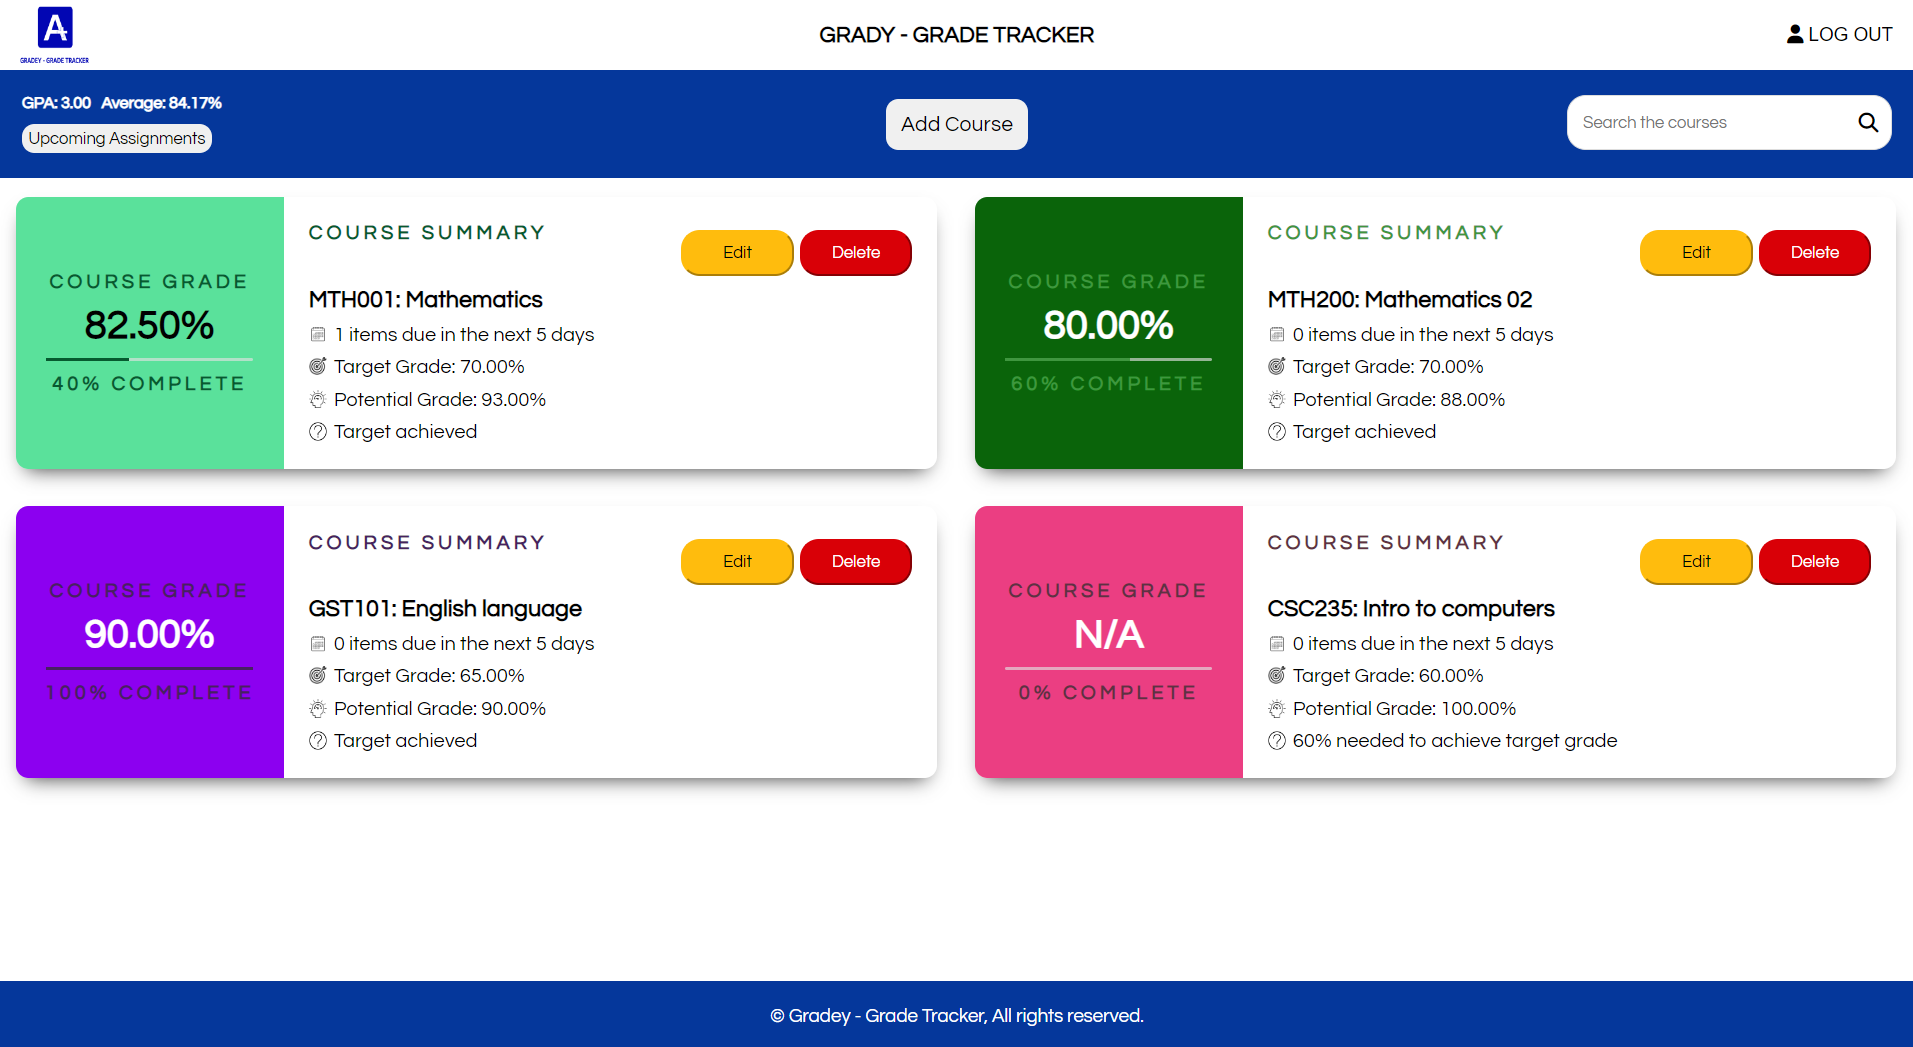 A
GRADEY - GRADE TRACKER
GRADY - GRADE TRACKER
LOG OUT
GPA: 3.00 Average: 84.17%
Upcoming Assignments
Add Course
Search the courses
COURSE GRADE
82.50%
40% COMPLETE
COURSE SUMMARY
Edit
Delete
MTH001: Mathematics
1 items due in the next 5 days
Target Grade: 70.00%
Potential Grade: 93.00%
Target achieved
COURSE GRADE
80.00%
60% COMPLETE
COURSE SUMMARY
Edit
Delete
MTH200: Mathematics 02
0 items due in the next 5 days
Target Grade: 70.00%
Potential Grade: 88.00%
Target achieved
COURSE GRADE
90.00%
100% COMPLETE
COURSE SUMMARY
Edit
Delete
GST101: English language
0 items due in the next 5 days
Target Grade: 65.00%
Potential Grade: 90.00%
Target achieved
COURSE GRADE
N/A
0% COMPLETE
COURSE SUMMARY
Edit
Delete
CSC235: Intro to computers
0 items due in the next 5 days
Target Grade: 60.00%
Potential Grade: 100.00%
60% needed to achieve target grade
© Gradey - Grade Tracker, All rights reserved.